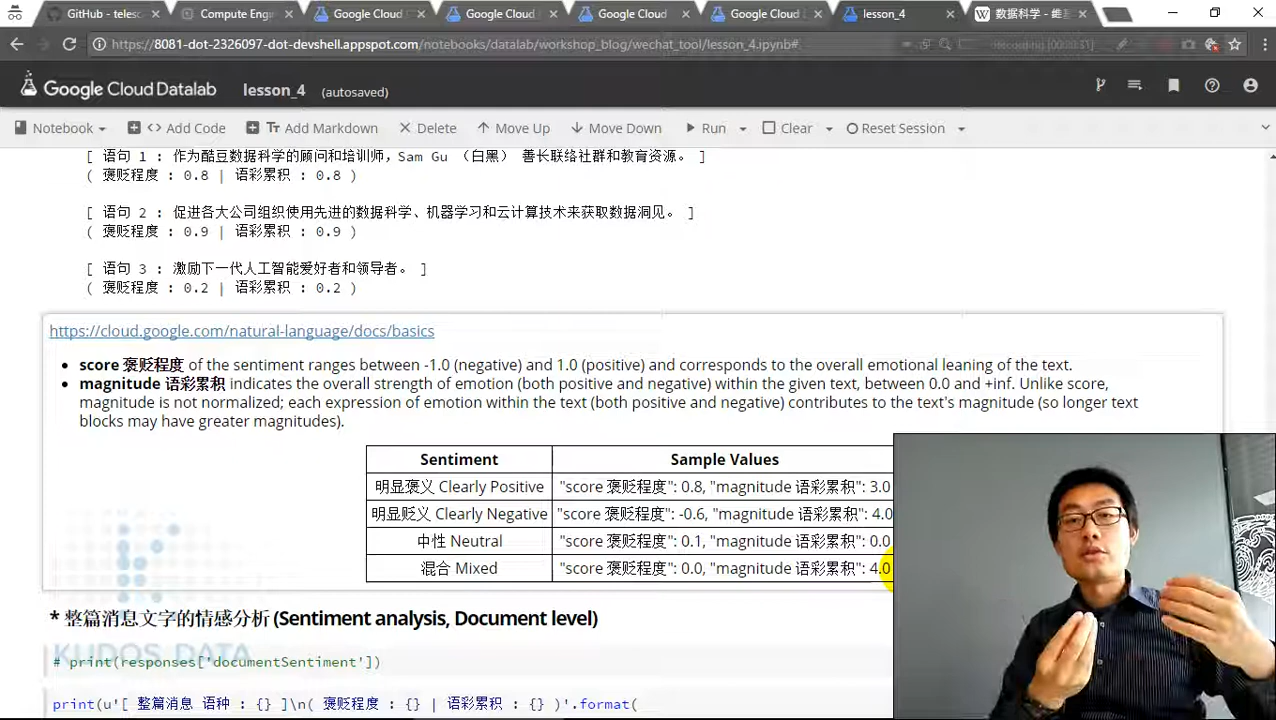 GitHub - telesc
Compute Engi
Google Cloud
Google Cloud
Google Cloud
Google Cloud
lesson_4
数据科学 - 维基
https://8081-dot-2326097-dot-devshell.appspot.com/notebooks/datalab/workshop_blog/wechat_tool/lesson_4.ipynb#
Google Cloud Datalab lesson_4 (autosaved)
Notebook <> Add Code Add Markdown Delete Move Up Move Down Run Clear Reset Session
[ 语句 1 : 作为酷豆数据科学的顾问和培训师，Sam Gu （白黑） 善长联络社群和教育资源。 ]
( 褒贬程度 : 0.8 | 语彩累积 : 0.8 )
[ 语句 2 : 促进各大公司组织使用先进的数据科学、机器学习和云计算技术来获取数据洞见。 ]
( 褒贬程度 : 0.9 | 语彩累积 : 0.9 )
[ 语句 3 : 激励下一代人工智能爱好者和领导者。 ]
( 褒贬程度 : 0.2 | 语彩累积 : 0.2 )
https://cloud.google.com/natural-language/docs/basics
• score 褒贬程度 of the sentiment ranges between -1.0 (negative) and 1.0 (positive) and corresponds to the overall emotional leaning of the text.
• magnitude 语彩累积 indicates the overall strength of emotion (both positive and negative) within the given text, between 0.0 and +inf. Unlike score,
magnitude is not normalized; each expression of emotion within the text (both positive and negative) contributes to the text's magnitude (so longer text
blocks may have greater magnitudes).
Sentiment Sample Values
明显褒义 Clearly Positive "score 褒贬程度": 0.8, "magnitude 语彩累积": 3.0
明显贬义 Clearly Negative "score 褒贬程度": -0.6, "magnitude 语彩累积": 4.0
中性 Neutral "score 褒贬程度": 0.1, "magnitude 语彩累积": 0.0
混合 Mixed "score 褒贬程度": 0.0, "magnitude 语彩累积": 4.0
* 整篇消息文字的情感分析 (Sentiment analysis, Document level)
KUDOS DATA
# print(responses['documentSentiment'])
print(u'[ 整篇消息 语种 : {} ]\n( 褒贬程度 : {} | 语彩累积 : {} )'.format(